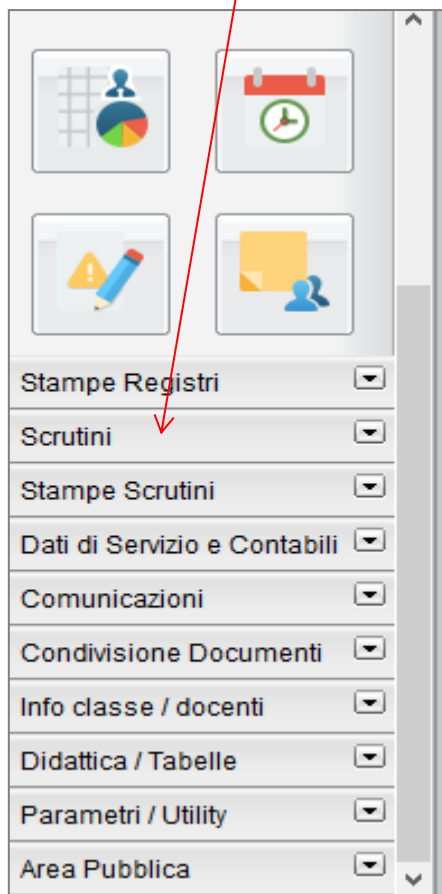 Stampe Registri
Scrutini
Stampe Scrutini
Dati di Servizio e Contabili
Comunicazioni
Condivisione Documenti
Info classe / docenti
Didattica / Tabelle
Parametri / Utility
Area Pubblica